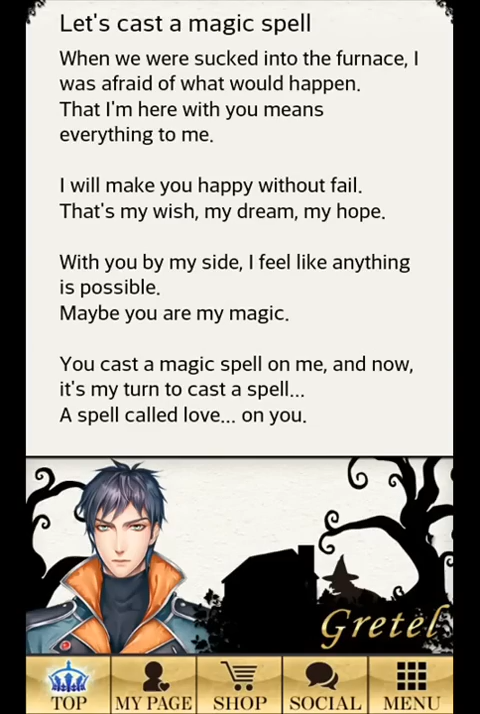 Let's cast a magic spell
When we were sucked into the furnace, I
was afraid of what would happen.
That I'm here with you means
everything to me.
I will make you happy without fail.
That's my wish, my dream, my hope.
With you by my side, I feel like anything
is possible.
Maybe you are my magic.
You cast a magic spell on me, and now,
it's my turn to cast a spell...
A spell called love... on you.
Gretel
TOP MY PAGE SHOP SOCIAL MENU